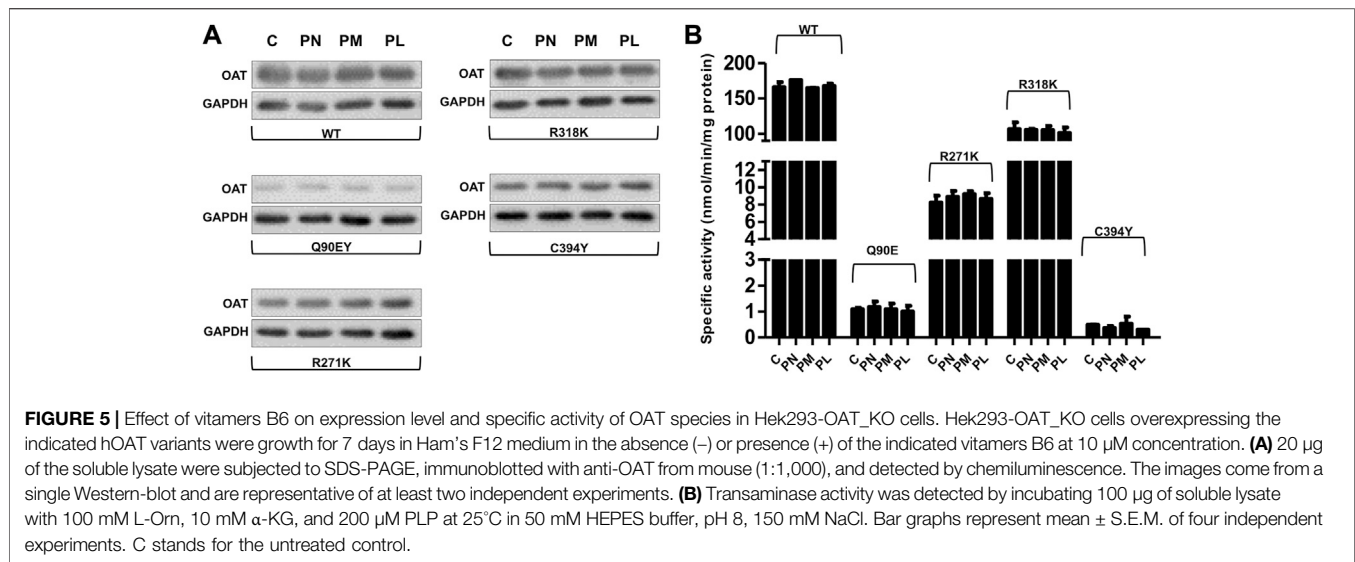 A
C PN PM PL
OAT
GAPDH
WT
C PN PM PL
OAT
GAPDH
R318K
OAT
GAPDH
Q90EY
OAT
GAPDH
C394Y
OAT
GAPDH
R271K
B
Specific activity (nmol/min/mg protein)
200
150
100
12
10
8
6
4
3
2
1
0
WT
Q90E
R271K
R318K
C394Y
C PN PM PL
C PN PM PL
C PN PM PL
C PN PM PL
C PN PM PL
FIGURE 5 | Effect of vitamers B6 on expression level and specific activity of OAT species in Hek293-OAT_KO cells. Hek293-OAT_KO cells overexpressing the
indicated hOAT variants were growth for 7 days in Ham's F12 medium in the absence (–) or presence (+) of the indicated vitamers B6 at 10 µM concentration. (A) 20 µg
of the soluble lysate were subjected to SDS-PAGE, immunoblotted with anti-OAT from mouse (1:1,000), and detected by chemiluminescence. The images come from a
single Western-blot and are representative of at least two independent experiments. (B) Transaminase activity was detected by incubating 100 µg of soluble lysate
with 100 mM L-Orn, 10 mM α-KG, and 200 µM PLP at 25°C in 50 mM HEPES buffer, pH 8, 150 mM NaCl. Bar graphs represent mean ± S.E.M. of four independent
experiments. C stands for the untreated control.